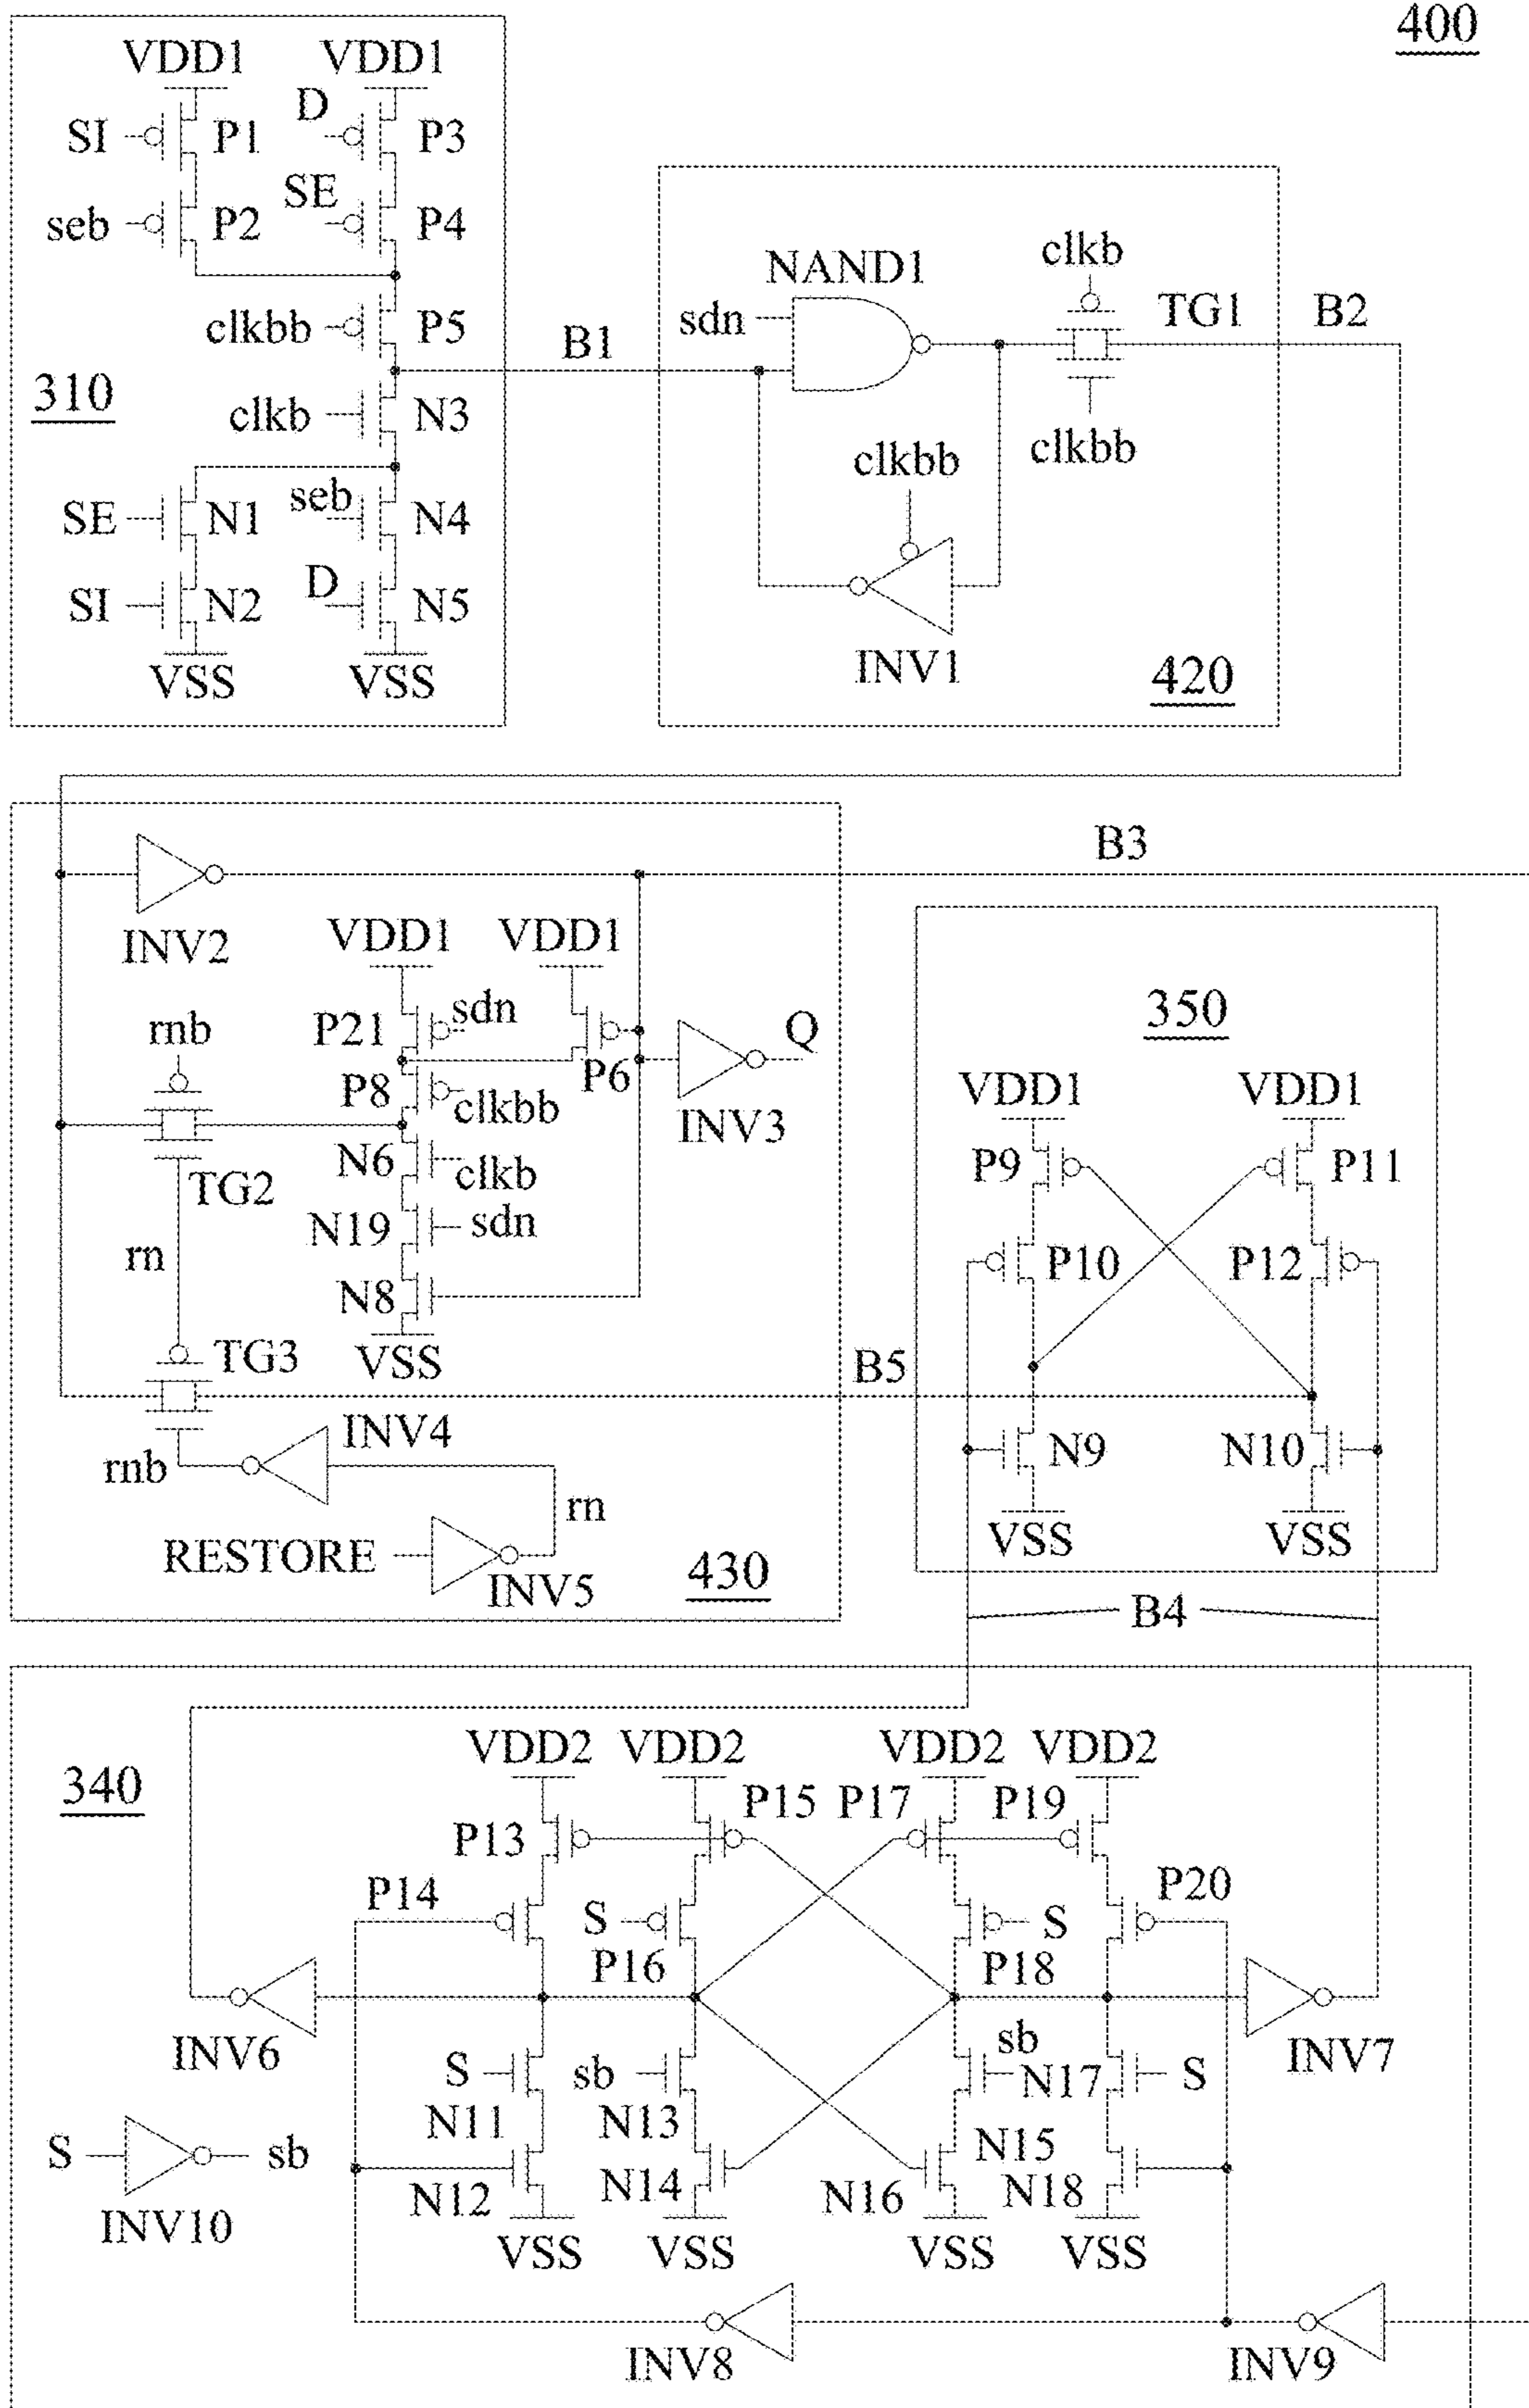 400
VDD1 VDD1
D
SI P1 P3
SE
seb P2 P4
clkbb P5
310
clkb N3
seb
SE N1 N4
D
SI N2 N5
VSS VSS
B1
NAND1
sdn
clkb
TG1
B2
clkbb
clkbb
INV1
420
B3
INV2
VDD1 VDD1
P21 sdn
rnb
P8 P6
clkbb
Q
INV3
N6
clkb
TG2
N19 sdn
rn
N8
VSS
TG3
B5
INV4
rnb
rn
RESTORE
INV5
430
350
VDD1 VDD1
P9 P11
P10 P12
N9 N10
VSS VSS
B4
340
VDD2 VDD2 VDD2 VDD2
P13 P15 P17 P19
P14 P20
S S
P16 P18
INV6 INV7
S sb sb S
N11 N13 N17
N15
N12 N14 N16 N18
S sb
INV10
VSS VSS VSS VSS
INV8 INV9